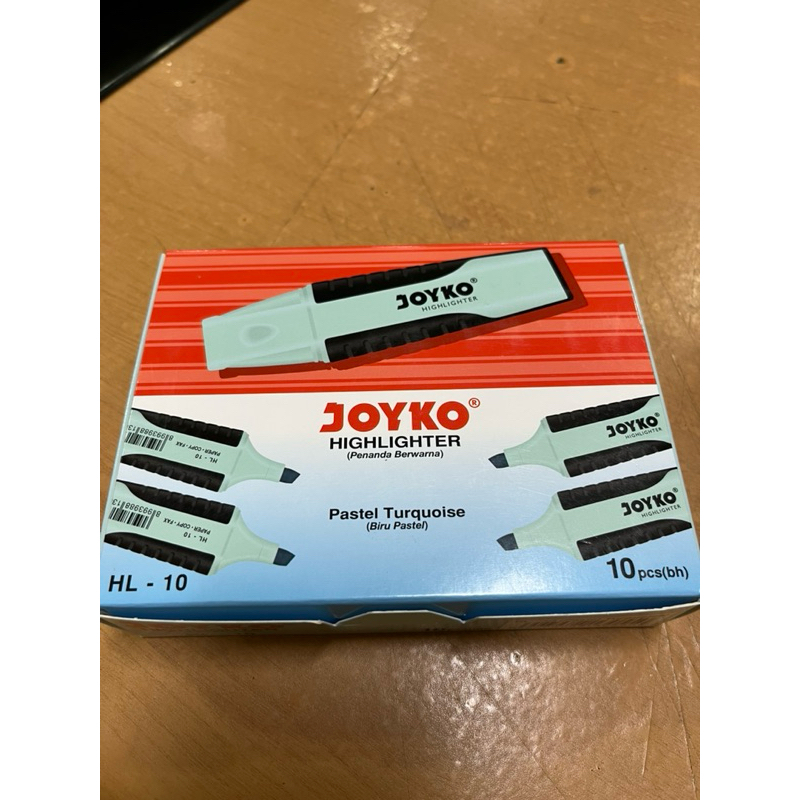 JOYKO®
HIGHLIGHTER
JOYKO®
HIGHLIGHTER
(Penanda Berwarna)
HL - 10
PAPER - COPY - FAX
JOYKO®
HIGHLIGHTER
Pastel Turquoise
(Biru Pastel)
HL - 10
PAPER - COPY - FAX
JOYKO®
HIGHLIGHTER
HL - 10
10 pcs(bh)